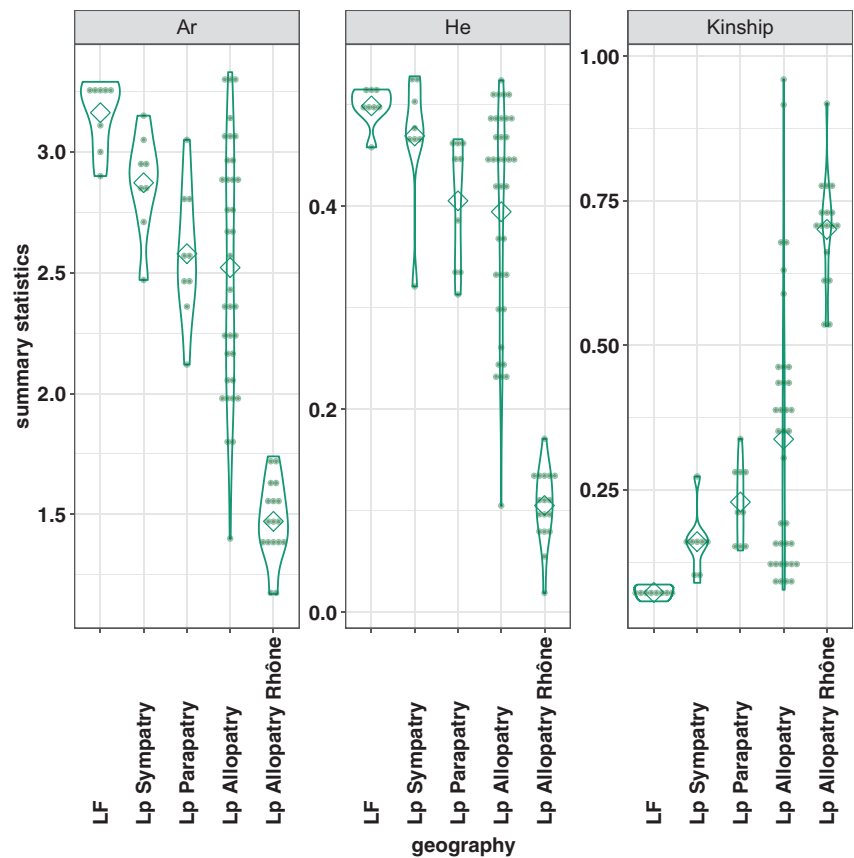 Ar He Kinship
summary statistics
3.0
2.5
2.0
1.5
0.4
0.2
0.0
1.00
0.75
0.50
0.25
LF
Lp Sympatry
Lp Parapatry
Lp Allopatry
Lp Allopatry Rhône
LF
Lp Sympatry
Lp Parapatry
Lp Allopatry
Lp Allopatry Rhône
LF
Lp Sympatry
Lp Parapatry
Lp Allopatry
Lp Allopatry Rhône
geography